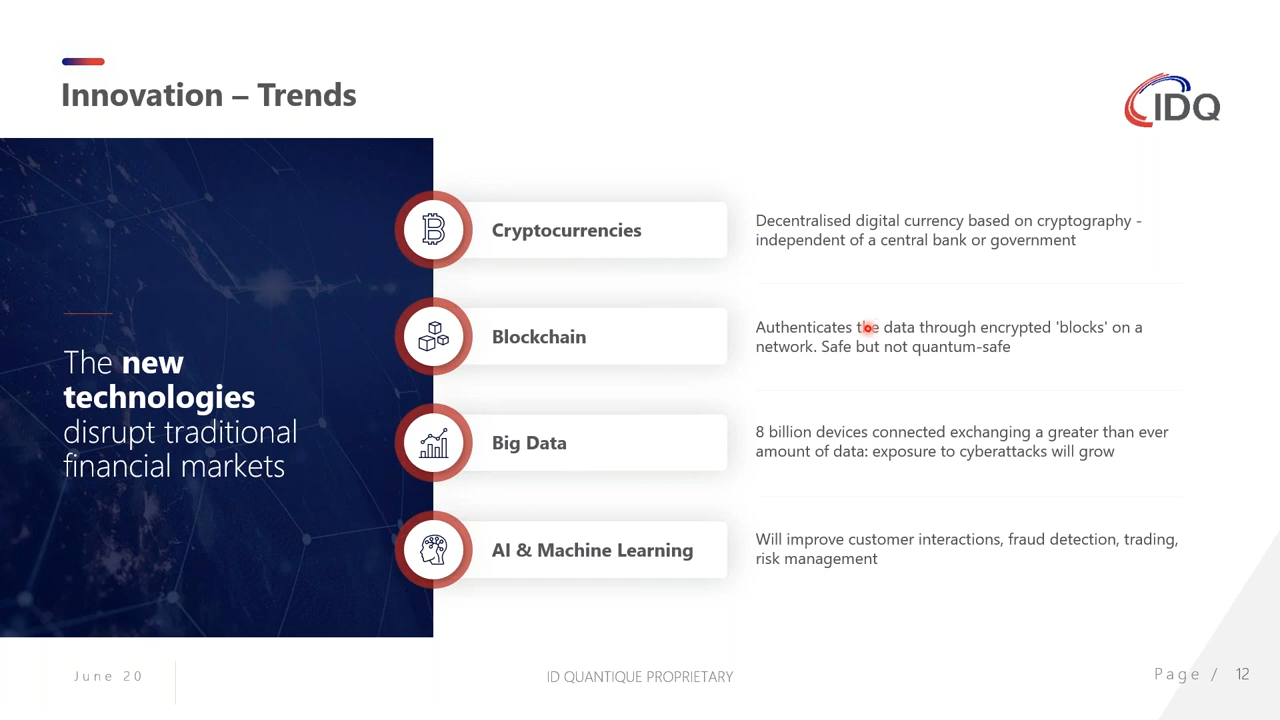 Innovation – Trends
IDQ
The new
technologies
disrupt traditional
financial markets
Cryptocurrencies
Decentralised digital currency based on cryptography -
independent of a central bank or government
Blockchain
Authenticates the data through encrypted 'blocks' on a
network. Safe but not quantum-safe
Big Data
8 billion devices connected exchanging a greater than ever
amount of data: exposure to cyberattacks will grow
AI & Machine Learning
Will improve customer interactions, fraud detection, trading,
risk management
June 20
ID QUANTIQUE PROPRIETARY
Page / 12